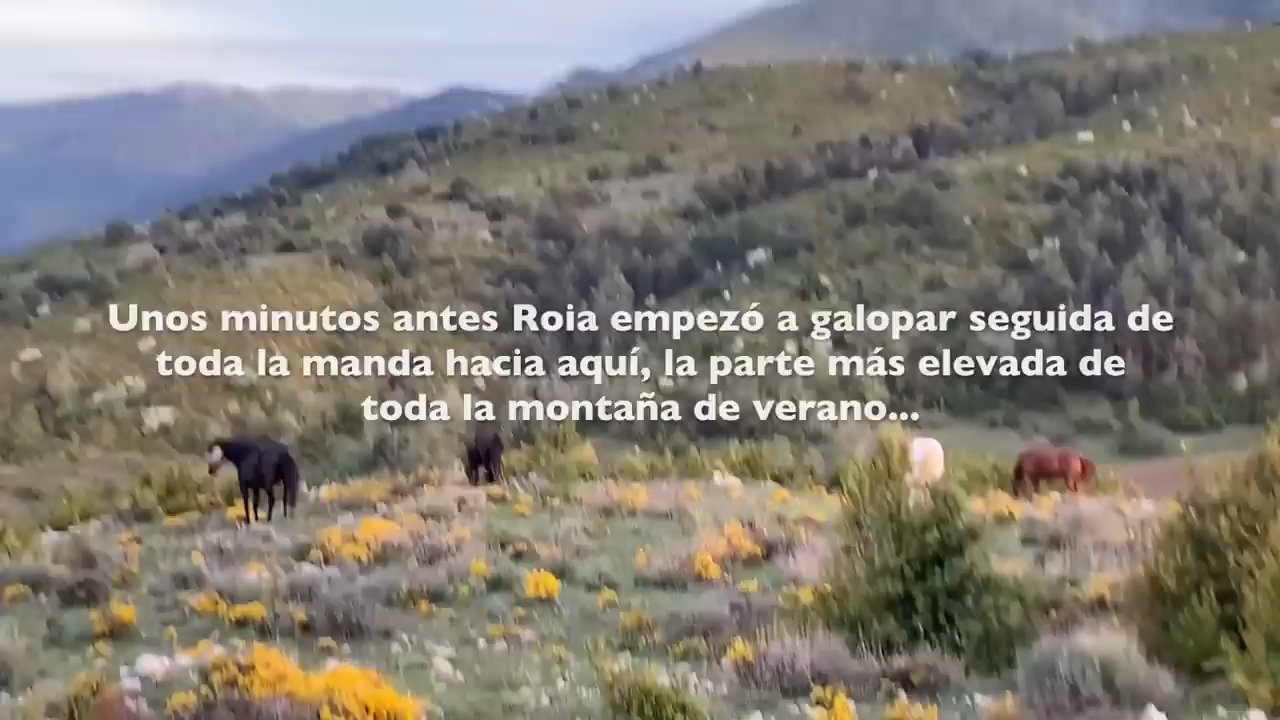 Unos minutos antes Roia empezó a galopar seguida de
toda la manda hacia aquí, la parte más elevada de
toda la montaña de verano...